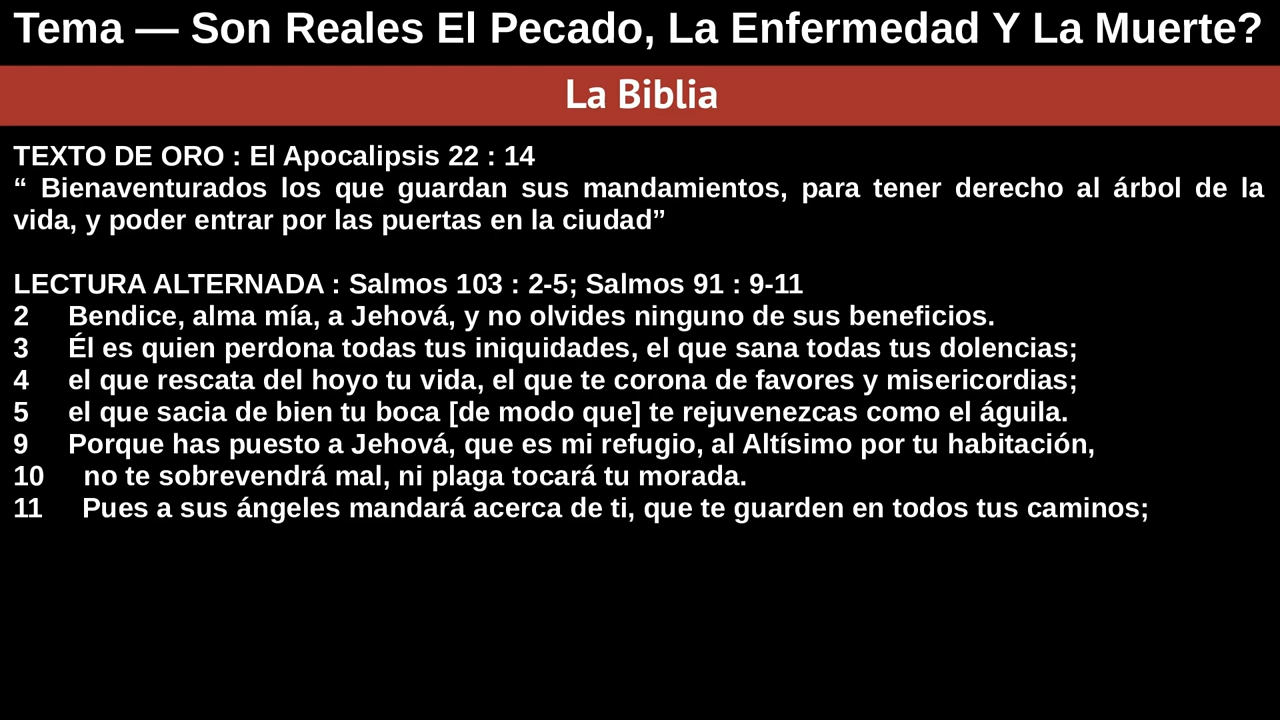 Tema — Son Reales El Pecado, La Enfermedad Y La Muerte?
La Biblia
TEXTO DE ORO : El Apocalipsis 22 : 14
“ Bienaventurados los que guardan sus mandamientos, para tener derecho al árbol de la
vida, y poder entrar por las puertas en la ciudad”
LECTURA ALTERNADA : Salmos 103 : 2-5; Salmos 91 : 9-11
2 Bendice, alma mía, a Jehová, y no olvides ninguno de sus beneficios.
3 Él es quien perdona todas tus iniquidades, el que sana todas tus dolencias;
4 el que rescata del hoyo tu vida, el que te corona de favores y misericordias;
5 el que sacia de bien tu boca [de modo que] te rejuvenezcas como el águila.
9 Porque has puesto a Jehová, que es mi refugio, al Altísimo por tu habitación,
10 no te sobrevendrá mal, ni plaga tocará tu morada.
11 Pues a sus ángeles mandará acerca de ti, que te guarden en todos tus caminos;